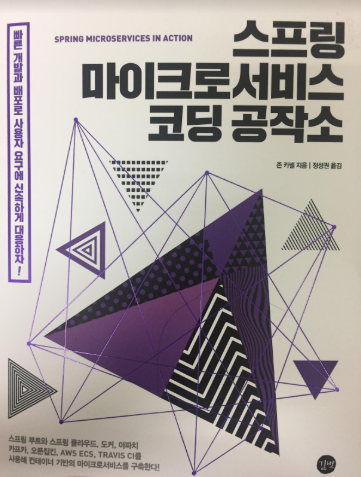 SPRING MICROSERVICES IN ACTION
스프링
마이크로서비스
코딩 공작소
존 카넬 지음 | 정성권 옮김
빠른 개발과 배포로 사용자 요구에 신속하게 대응하자!
스프링 부트와 스프링 클라우드, 도커, 아파치
카프카, 오픈집킨, AWS ECS, TRAVIS CI를
사용해 컨테이너 기반의 마이크로서비스를 구축한다!
길벗